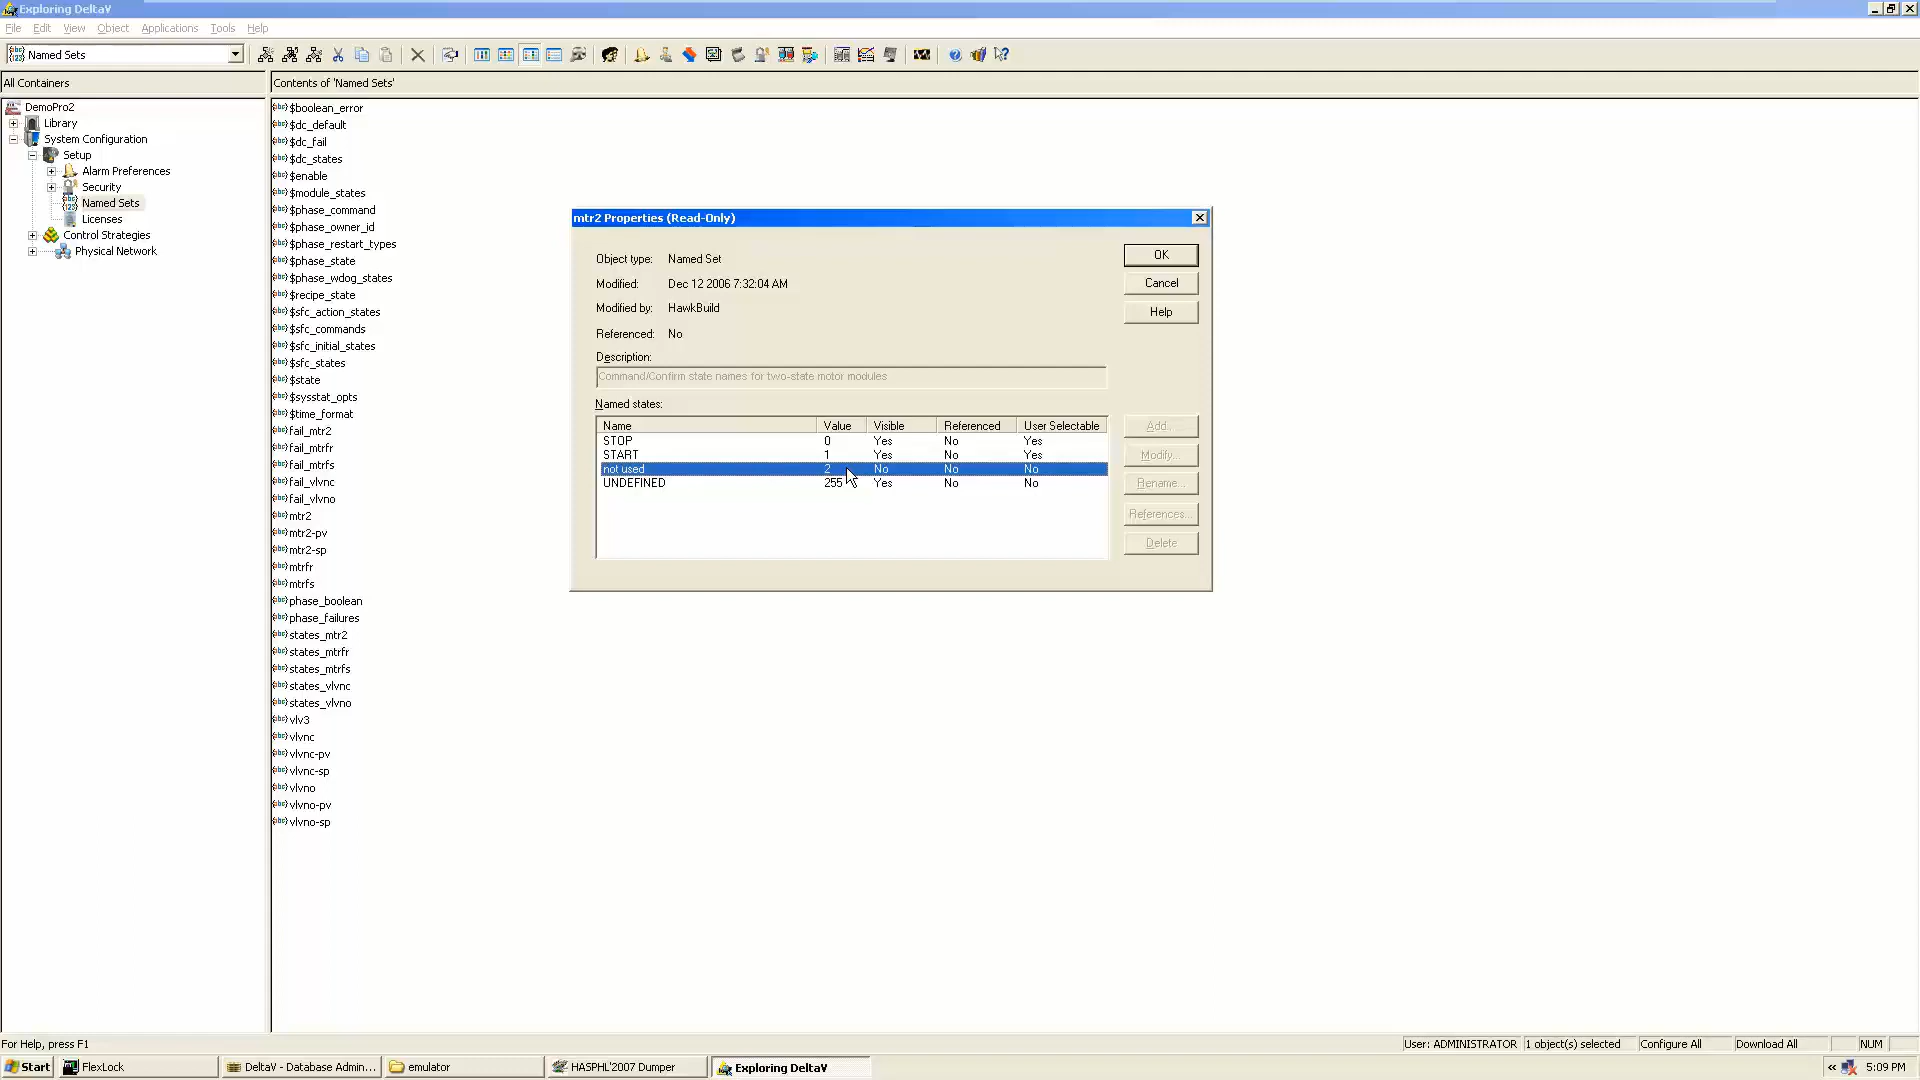 Exploring DeltaV
File Edit View Object Applications Tools Help
Named Sets
All Containers
Contents of 'Named Sets'
DemoPro2
Library
System Configuration
Setup
Alarm Preferences
Security
Named Sets
Licenses
Control Strategies
Physical Network
$boolean_error
$dc_default
$dc_fail
$dc_states
$enable
$module_states
$phase_command
$phase_owner_id
$phase_restart_types
$phase_state
$phase_wdog_states
$recipe_state
$sfc_action_states
$sfc_commands
$sfc_initial_states
$sfc_states
$state
$sysstat_opts
$time_format
fail_mtr2
fail_mtrfr
fail_mtrfs
fail_vlvnc
fail_vlvno
mtr2
mtr2-pv
mtr2-sp
mtrfr
mtrfs
phase_boolean
phase_failures
states_mtr2
states_mtrfr
states_mtrfs
states_vlvnc
states_vlvno
vlv3
vlvnc
vlvnc-pv
vlvnc-sp
vlvno
vlvno-pv
vlvno-sp
mtr2 Properties (Read-Only)
Object type: Named Set
Modified: Dec 12 2006 7:32:04 AM
Modified by: HawkBuild
Referenced: No
Description:
Command/Confirm state names for two-state motor modules
Named states:
Name Value Visible Referenced User Selectable
STOP 0 Yes No Yes
START 1 Yes No Yes
not used 2 No No No
UNDEFINED 255 Yes No No
OK
Cancel
Help
Add...
Modify...
Rename...
References...
Delete
For Help, press F1
User: ADMINISTRATOR 1 object(s) selected Configure All Download All NUM
Start FlexLock DeltaV - Database Admin... emulator HASPHL'2007 Dumper Exploring DeltaV « 5:09 PM